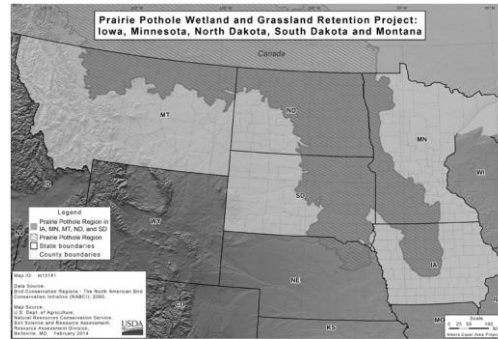 Prairie Pothole Wetland and Grassland Retention Project:
Iowa, Minnesota, North Dakota, South Dakota and Montana
Canada
MT
ND
MN
SD
WI
WY
IA
NE
KS
MO
Legend
Prairie Pothole Region in
IA, MN, MT, ND, and SD
Prairie Pothole Region
State boundaries
County boundaries
Data Source:
Bird Conservation Regions - The North American Bird
Conservation Initiative (NABCI), 2000.
Map Source:
U.S. Dept. of Agriculture,
Natural Resources Conservation Service,
Soil Science and Resource Assessment,
Resource Assessment Division,
Beltsville, MD February 2014
USDA
Scale